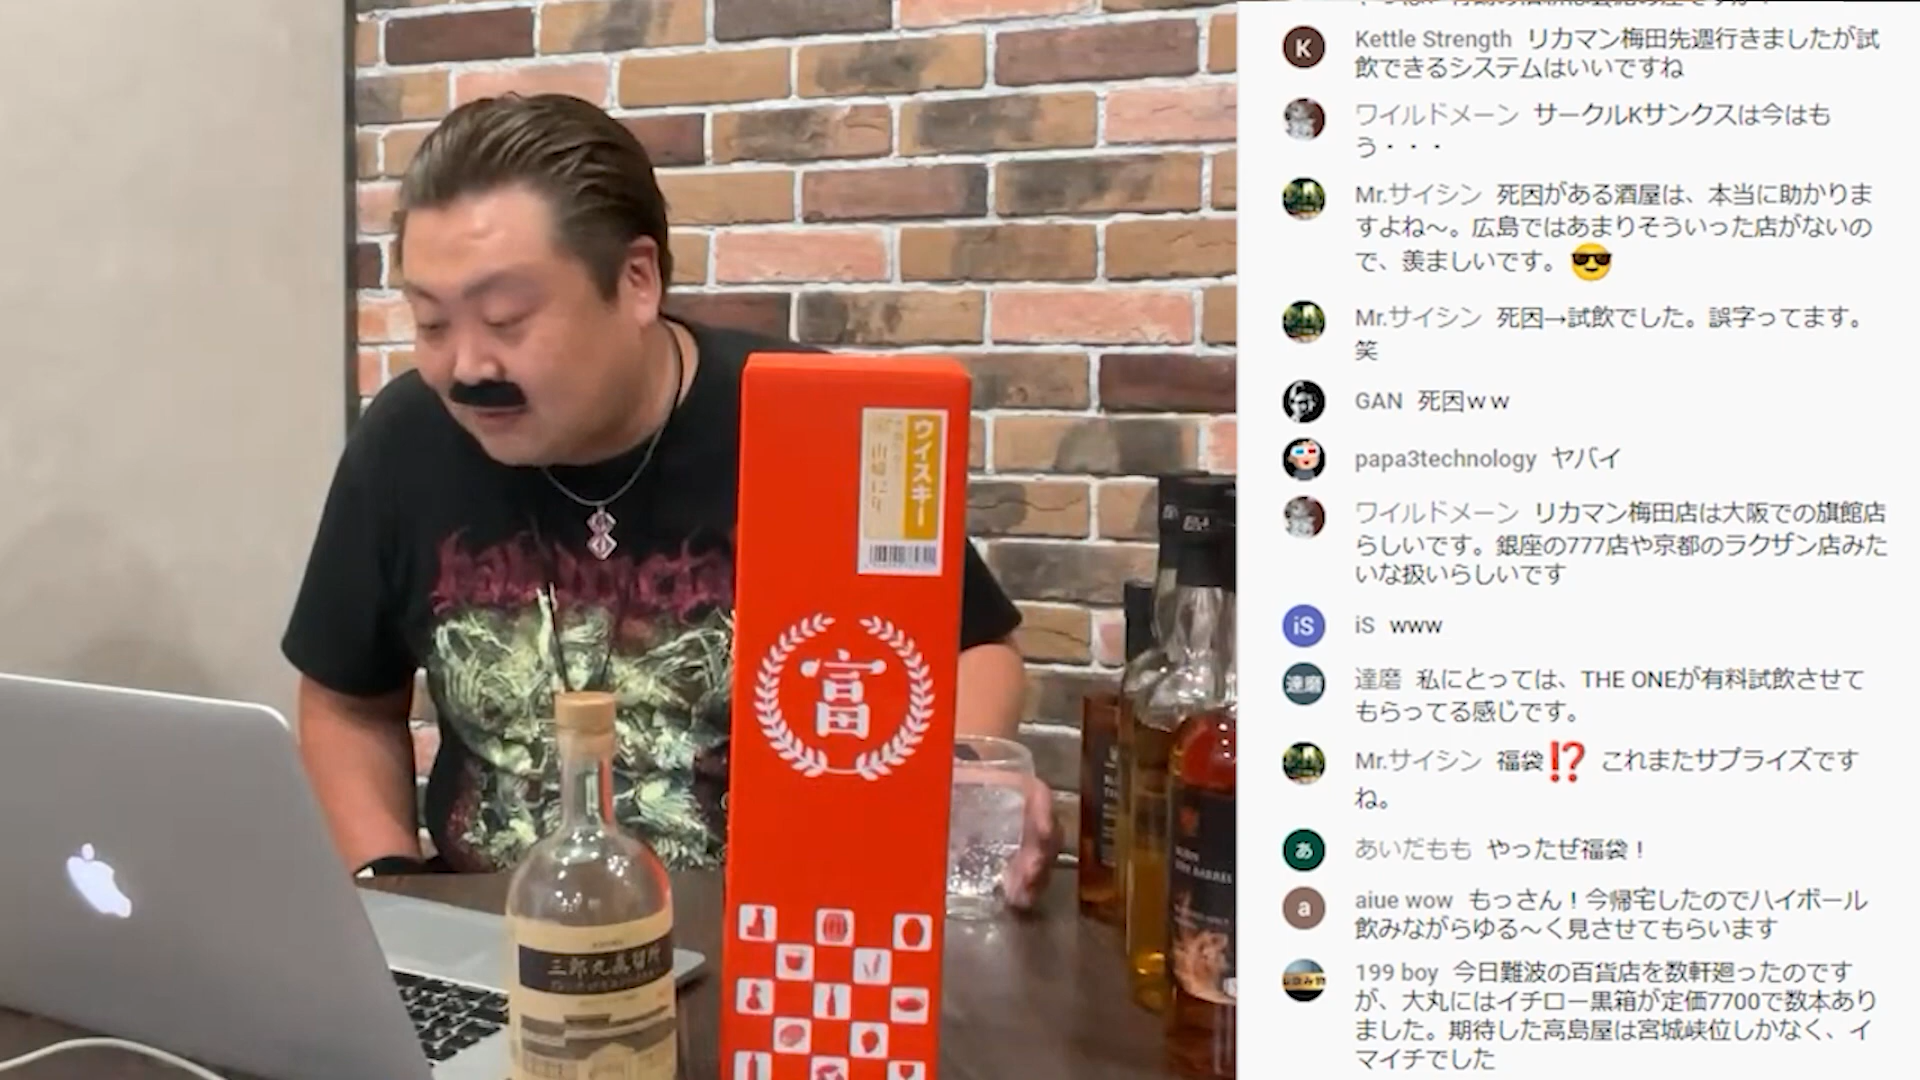 ウイスキー
富
三郎丸蒸留所
Kettle Strength リカマン梅田先週行きましたが試
飲できるシステムはいいですね
ワイルドメーン サークルKサンクスは今はも
う・・・
Mr.サイシン 死因がある酒屋は、本当に助かりま
すよね〜。広島ではあまりそういった店がないの
で、羨ましいです。😎
Mr.サイシン 死因→試飲でした。誤字ってます。
笑
GAN 死因ｗｗ
papa3technology ヤバイ
ワイルドメーン リカマン梅田店は大阪での旗館店
らしいです。銀座の777店や京都のラクザン店みた
いな扱いらしいです
iS www
達磨 私にとっては、THE ONEが有料試飲させて
もらってる感じです。
Mr.サイシン 福袋⁉️ これまたサプライズです
ね。
あいだもも やったぜ福袋！
aiue wow もっさん！今帰宅したのでハイボール
飲みながらゆる〜く見させてもらいます
199 boy 今日難波の百貨店を数軒廻ったのです
が、大丸にはイチロー黒箱が定価7700で数本あり
ました。期待した高島屋は宮城峡位しかなく、イ
マイチでした